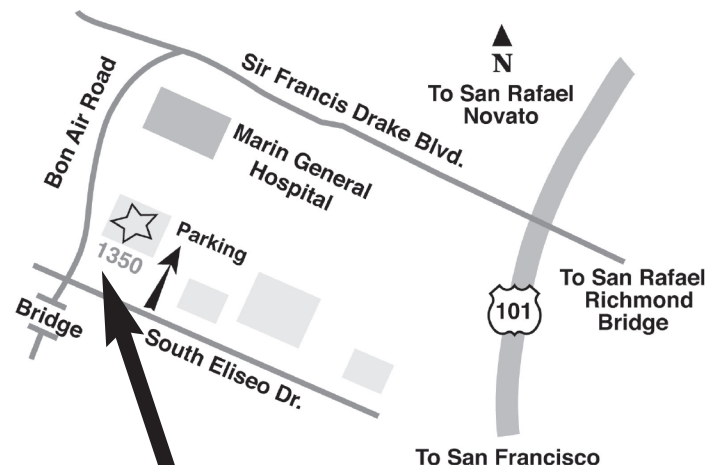 N
To San Rafael
Novato
Sir Francis Drake Blvd.
Bon Air Road
Marin General
Hospital
Parking
1350
To San Rafael
Richmond
Bridge
101
Bridge
South Eliseo Dr.
To San Francisco